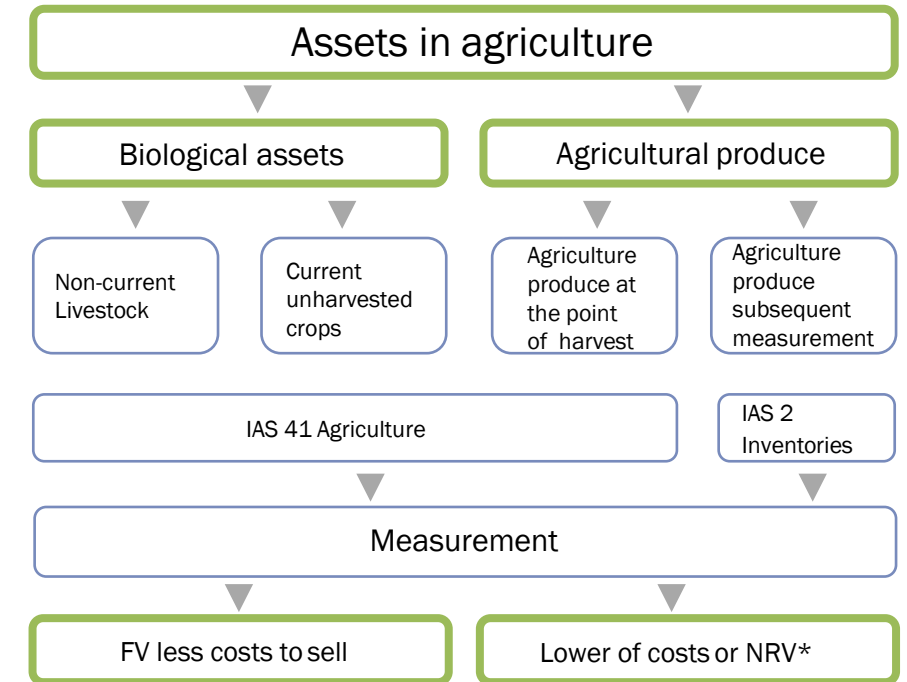 Assets in agriculture
Biological assets
Agricultural produce
Non-current
Livestock
Current
unharvested
crops
Agriculture
produce at
the point
of harvest
Agriculture
produce
subsequent
measurement
IAS 41 Agriculture
IAS 2
Inventories
Measurement
FV less costs to sell
Lower of costs or NRV*